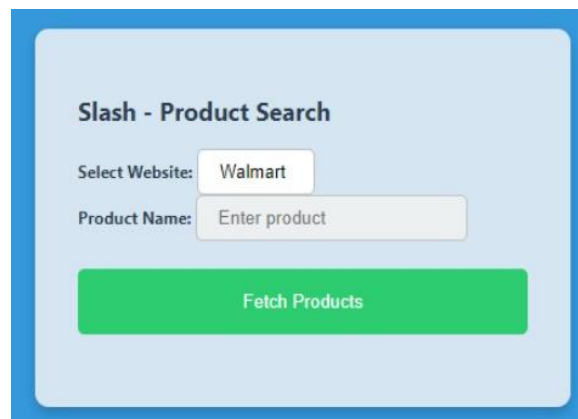 Slash - Product Search
Select Website: Walmart
Product Name: Enter product
Fetch Products